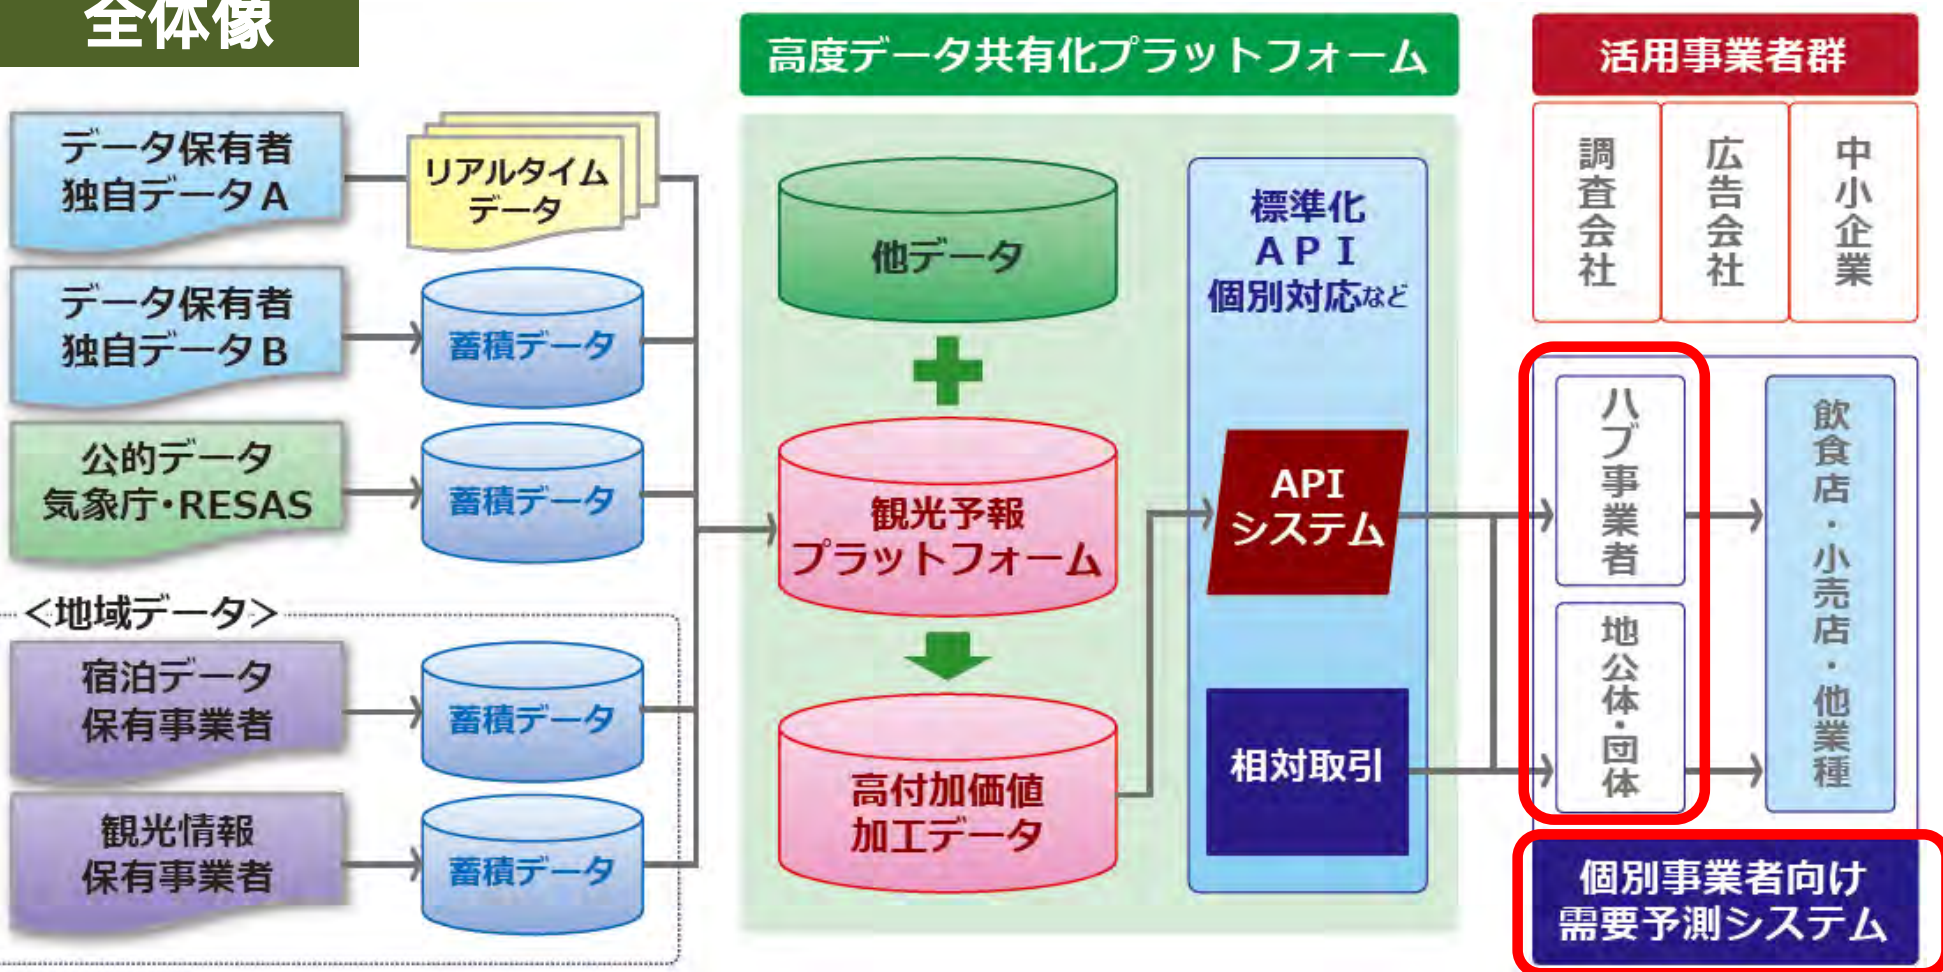 全体像
高度データ共有化プラットフォーム
活用事業者群
データ保有者
独自データA
リアルタイム
データ
データ保有者
独自データB
蓄積データ
公的データ
気象庁・RESAS
蓄積データ
<地域データ>
宿泊データ
保有事業者
蓄積データ
観光情報
保有事業者
蓄積データ
他データ
観光予報
プラットフォーム
高付加価値
加工データ
標準化
API
個別対応など
API
システム
相対取引
調査会社
広告会社
中小企業
ハブ事業者
地公体・団体
飲食店・小売店・他業種
個別事業者向け
需要予測システム